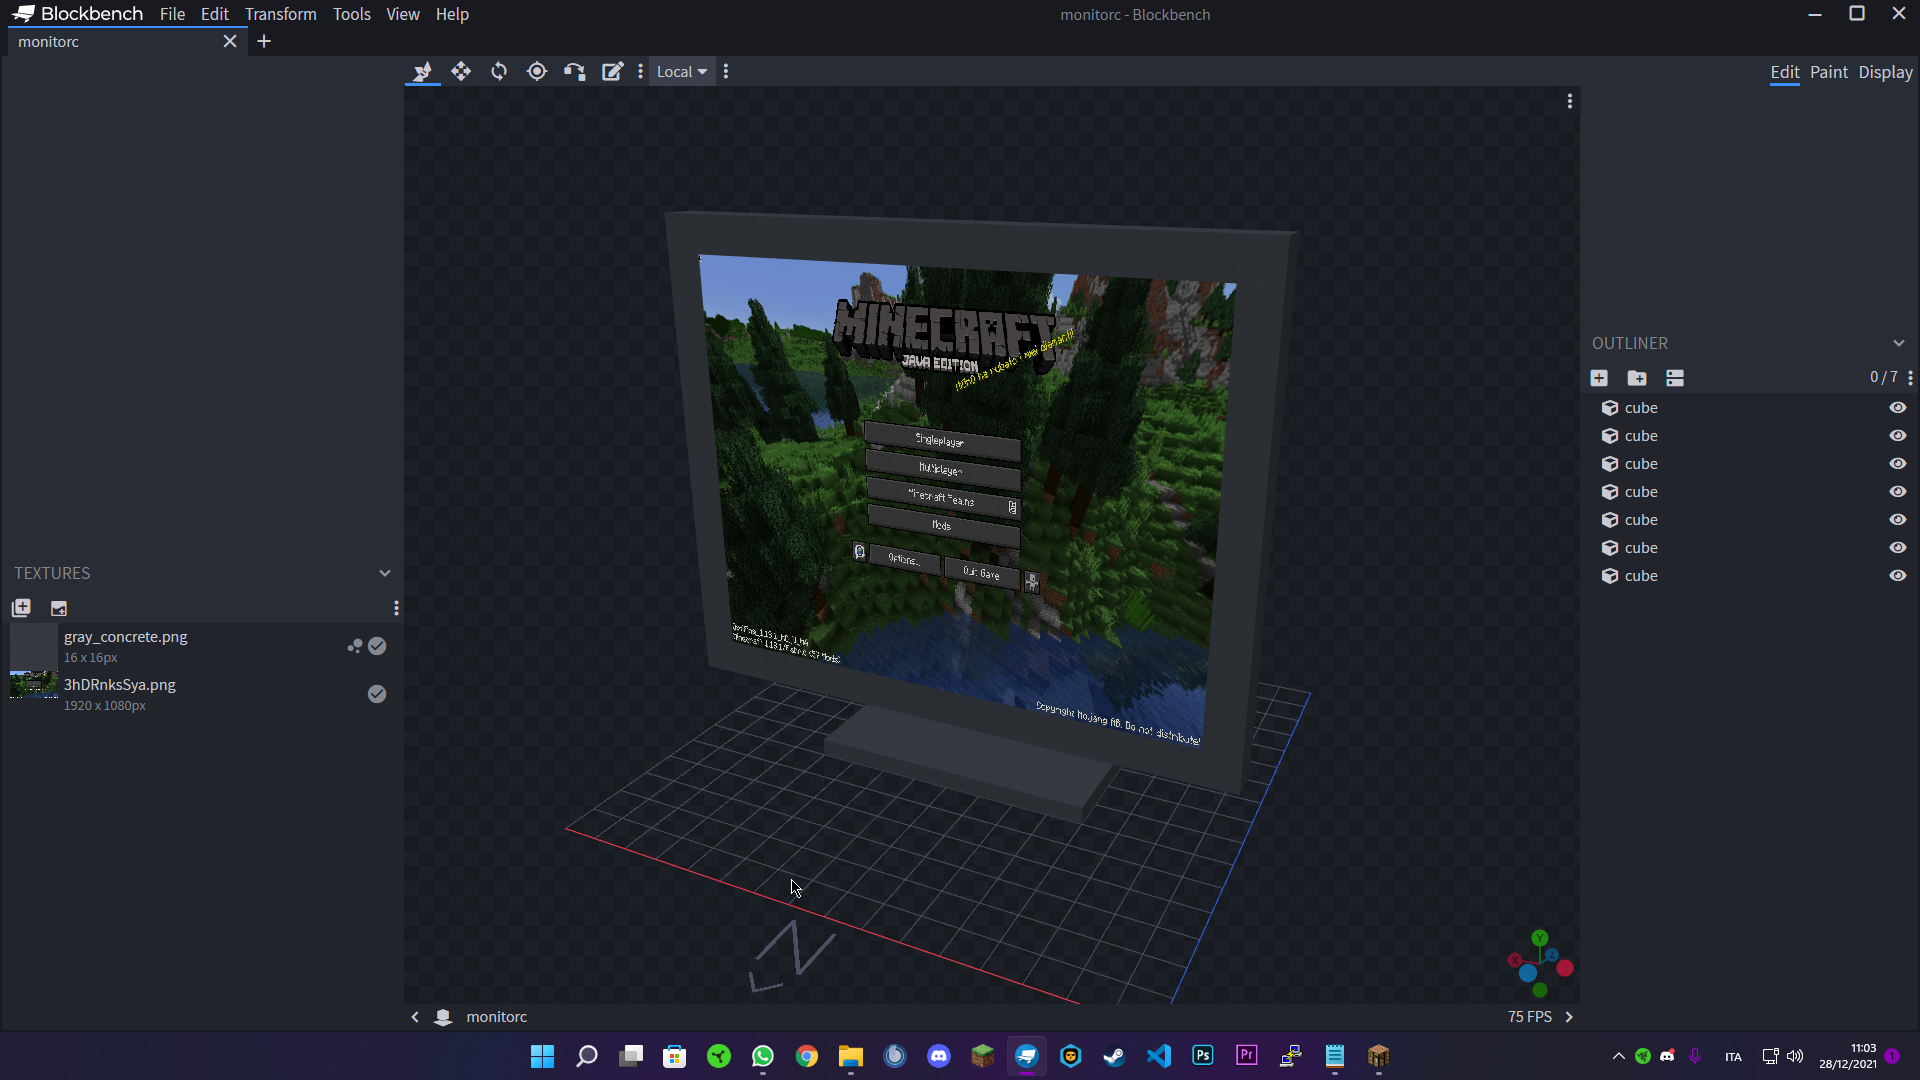 Blockbench File Edit Transform Tools View Help
monitorc - Blockbench
monitorc
Local
Edit Paint Display
MINECRAFT
JAVA EDITION
Singleplayer
Multiplayer
Mods
Options...
Quit Game
Copyright Mojang AB. Do not distribute!
TEXTURES
gray_concrete.png
16 x 16px
3hDRnksSya.png
1920 x 1080px
OUTLINER
0 / 7
cube
cube
cube
cube
cube
cube
cube
N
Y
X
Z
monitorc
75 FPS
Ps
Pr
ITA
11:03
28/12/2021
1